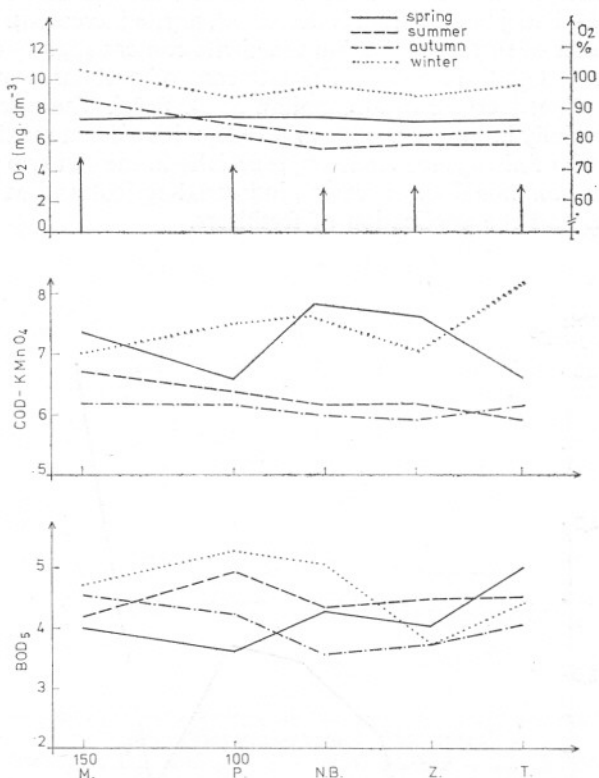 spring
summer
autumn
winter
O₂ (mg·dm⁻³)
12
10
8
6
4
2
0
O₂
%
100
90
80
70
60
COD-KMnO₄
8
7
6
5
BOD₅
5
4
3
2
150
100
M.
P.
N.B.
Z.
T.